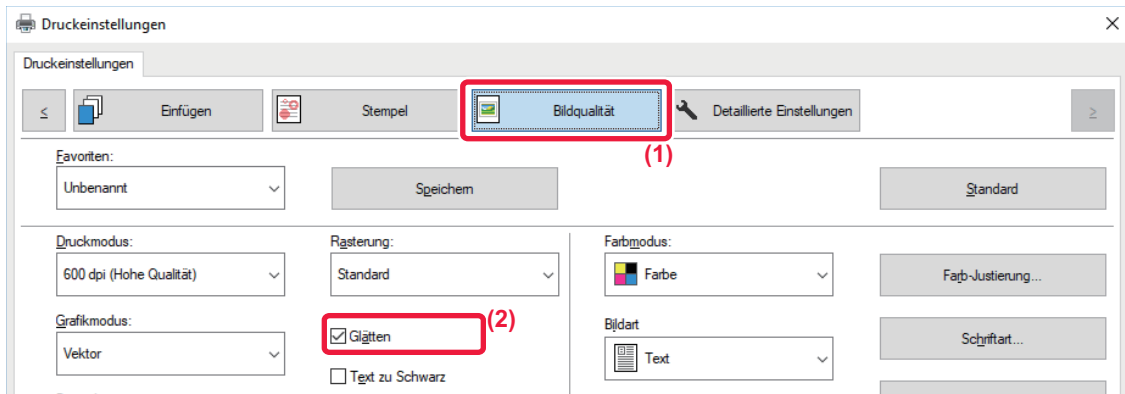 Druckeinstellungen
Druckeinstellungen
< Einfügen Stempel Bildqualität Detaillierte Einstellungen >
(1)
Favoriten:
Unbenannt Speichern Standard
Druckmodus: Rasterung: Farbmodus:
600 dpi (Hohe Qualität) Standard Farbe Farb-Justierung...
Grafikmodus: (2) Bildart
Glätten Schriftart...
Vektor Text
Text zu Schwarz